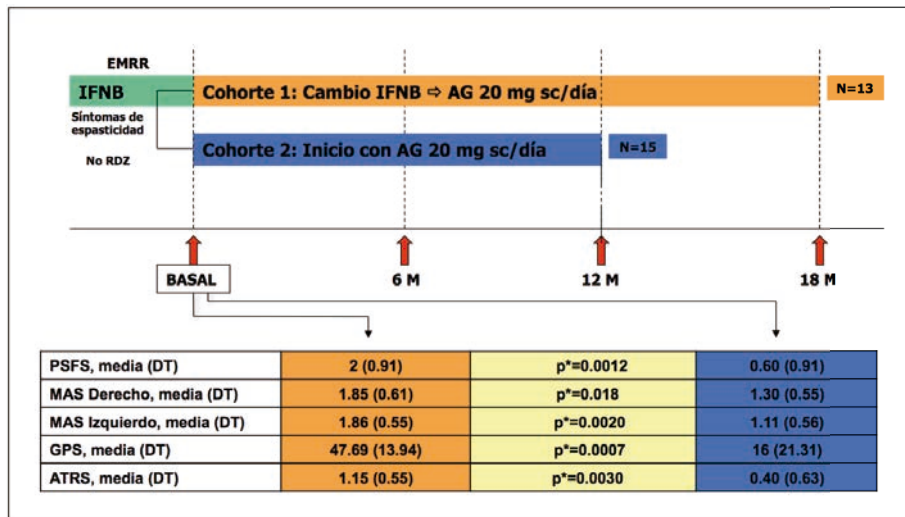 EMRR
IFNB
Cohorte 1: Cambio IFNB ⇨ AG 20 mg sc/día
N=13
Síntomas de
espasticidad
Cohorte 2: Inicio con AG 20 mg sc/día
N=15
No RDZ
BASAL
6 M
12 M
18 M
PSFS, media (DT) 2 (0.91) p*=0.0012 0.60 (0.91)
MAS Derecho, media (DT) 1.85 (0.61) p*=0.018 1.30 (0.55)
MAS Izquierdo, media (DT) 1.86 (0.55) p*=0.0020 1.11 (0.56)
GPS, media (DT) 47.69 (13.94) p*=0.0007 16 (21.31)
ATRS, media (DT) 1.15 (0.55) p*=0.0030 0.40 (0.63)